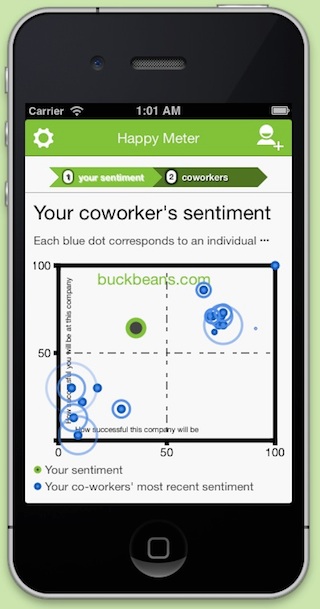 Carrier 1:01 AM
Happy Meter
1 your sentiment 2 coworkers
Your coworker's sentiment
Each blue dot corresponds to an individual •••
100
buckbeans.com
How successful you will be at this company
50
How successful this company will be
0 50 100
Your sentiment
Your co-workers' most recent sentiment